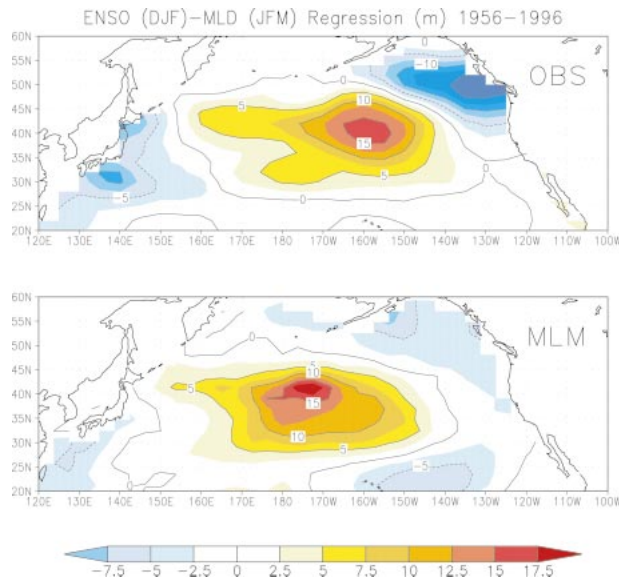 ENSO (DJF)-MLD (JFM) Regression (m) 1956-1996
60N
55N
50N
45N
40N
35N
30N
25N
20N
OBS
0
-10
0
5
10
15
5
0
-5
0
120E 130E 140E 150E 160E 170E 180 170W 160W 150W 140W 130W 120W 110W 100W
60N
55N
50N
45N
40N
35N
30N
25N
20N
MLM
0
5
10
5
15
10
5
-5
0
120E 130E 140E 150E 160E 170E 180 170W 160W 150W 140W 130W 120W 110W 100W
-7.5 -5 -2.5 0 2.5 5 7.5 10 12.5 15 17.5